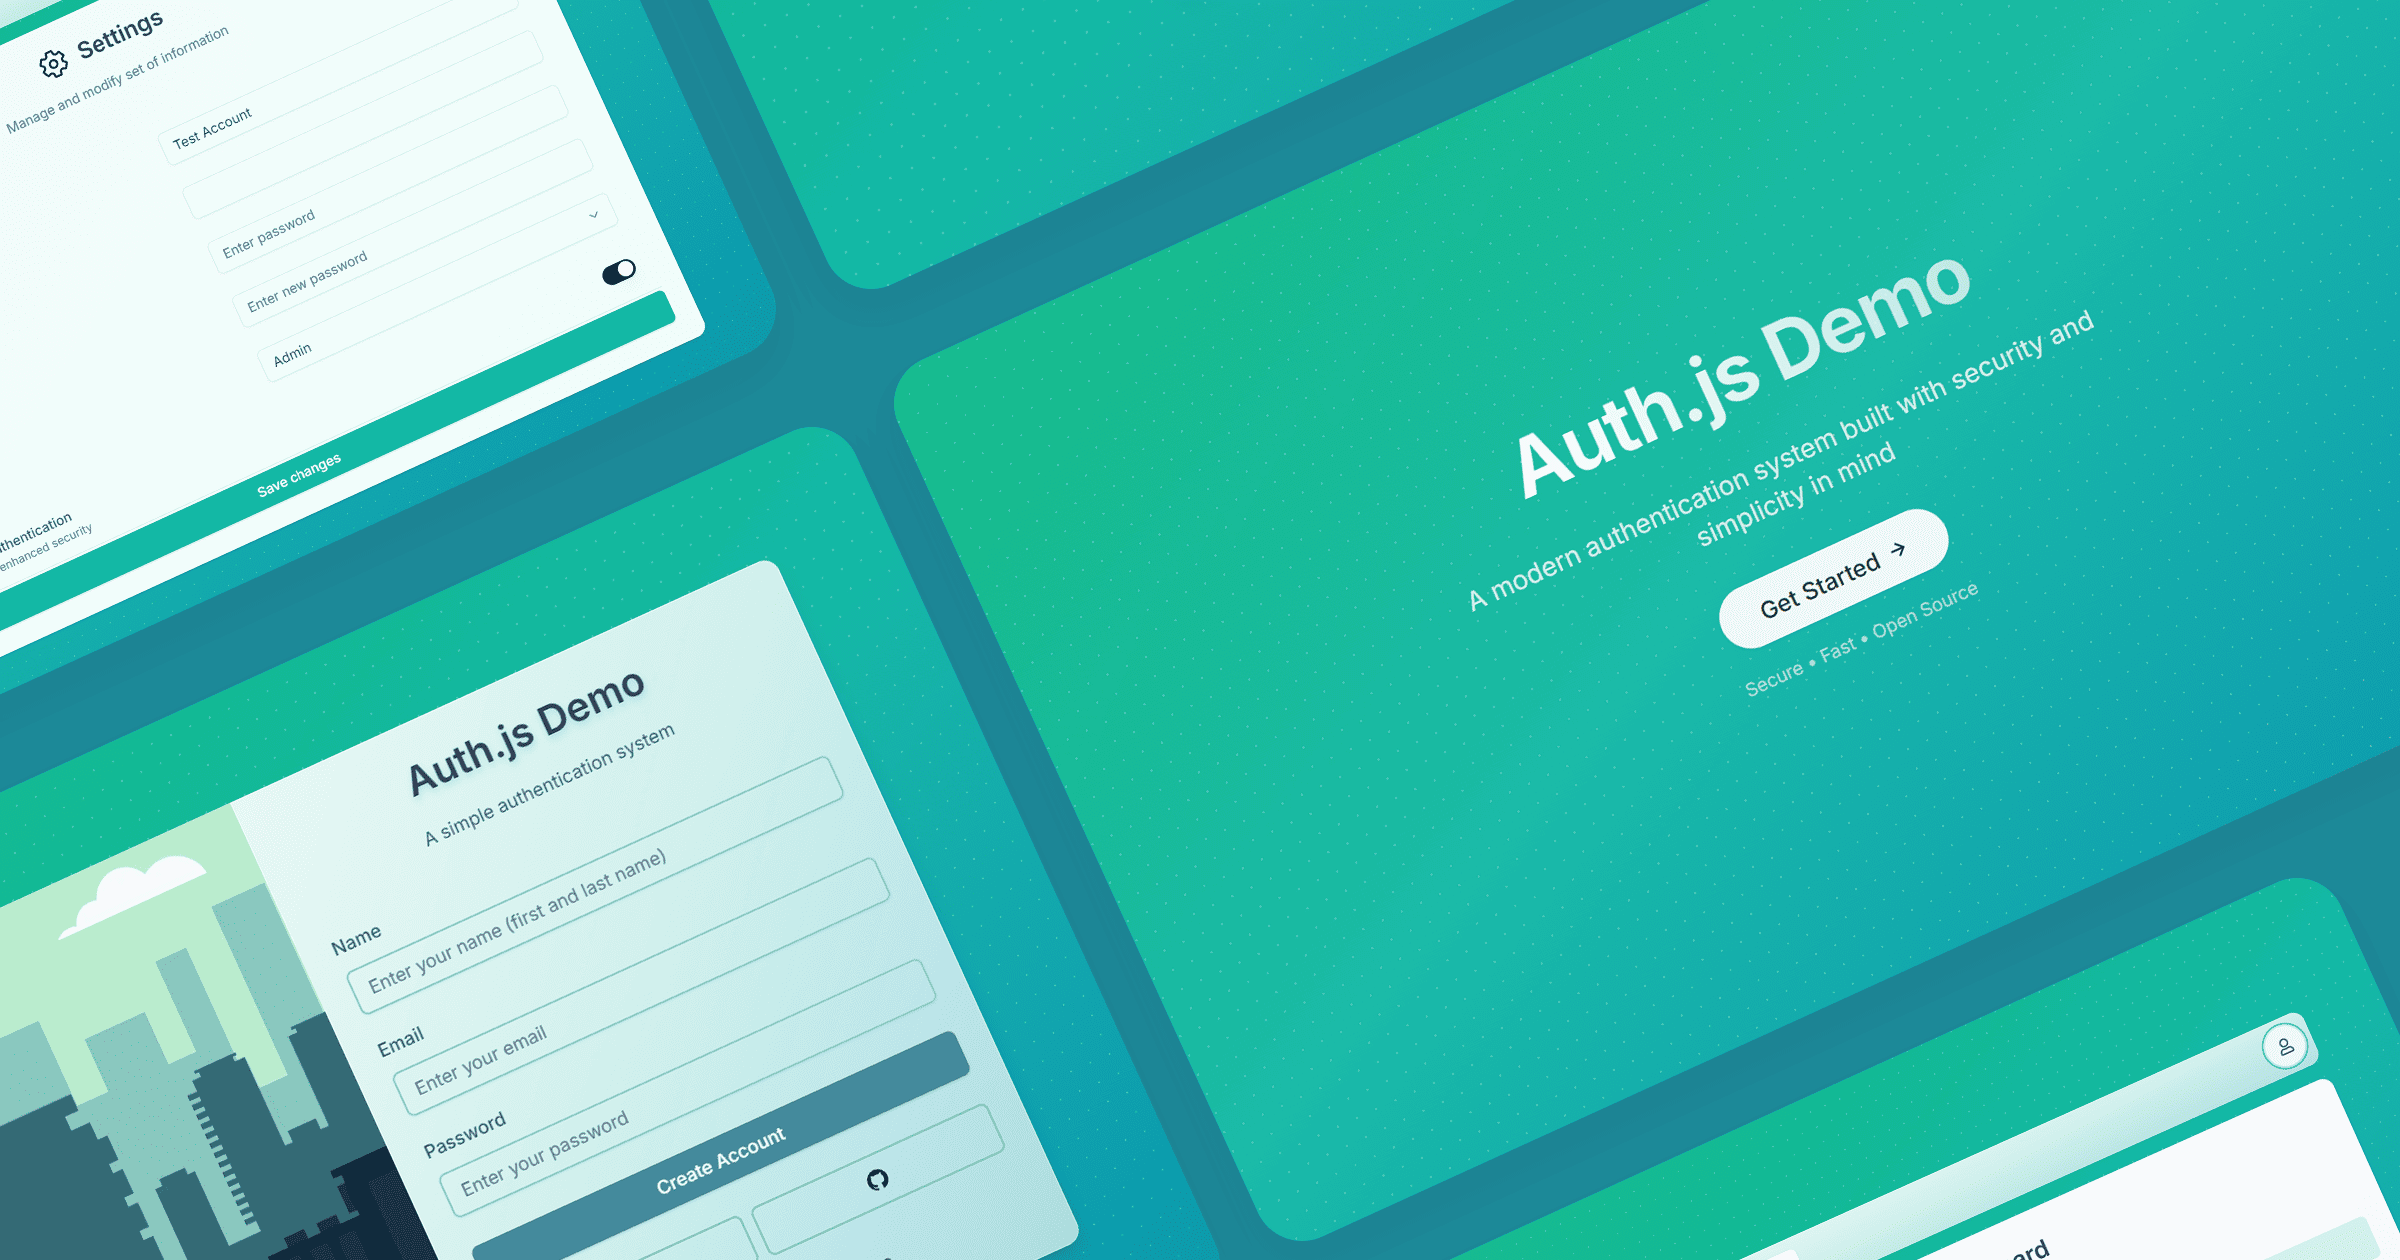 Settings
Manage and modify set of information
Test Account
Enter password
Enter new password
Admin
enhanced security
Save changes
Auth.js Demo
A simple authentication system
Name
Enter your name (first and last name)
Email
Enter your email
Password
Enter your password
Create Account
Auth.js Demo
A modern authentication system built with security and
simplicity in mind
Get Started →
Secure • Fast • Open Source